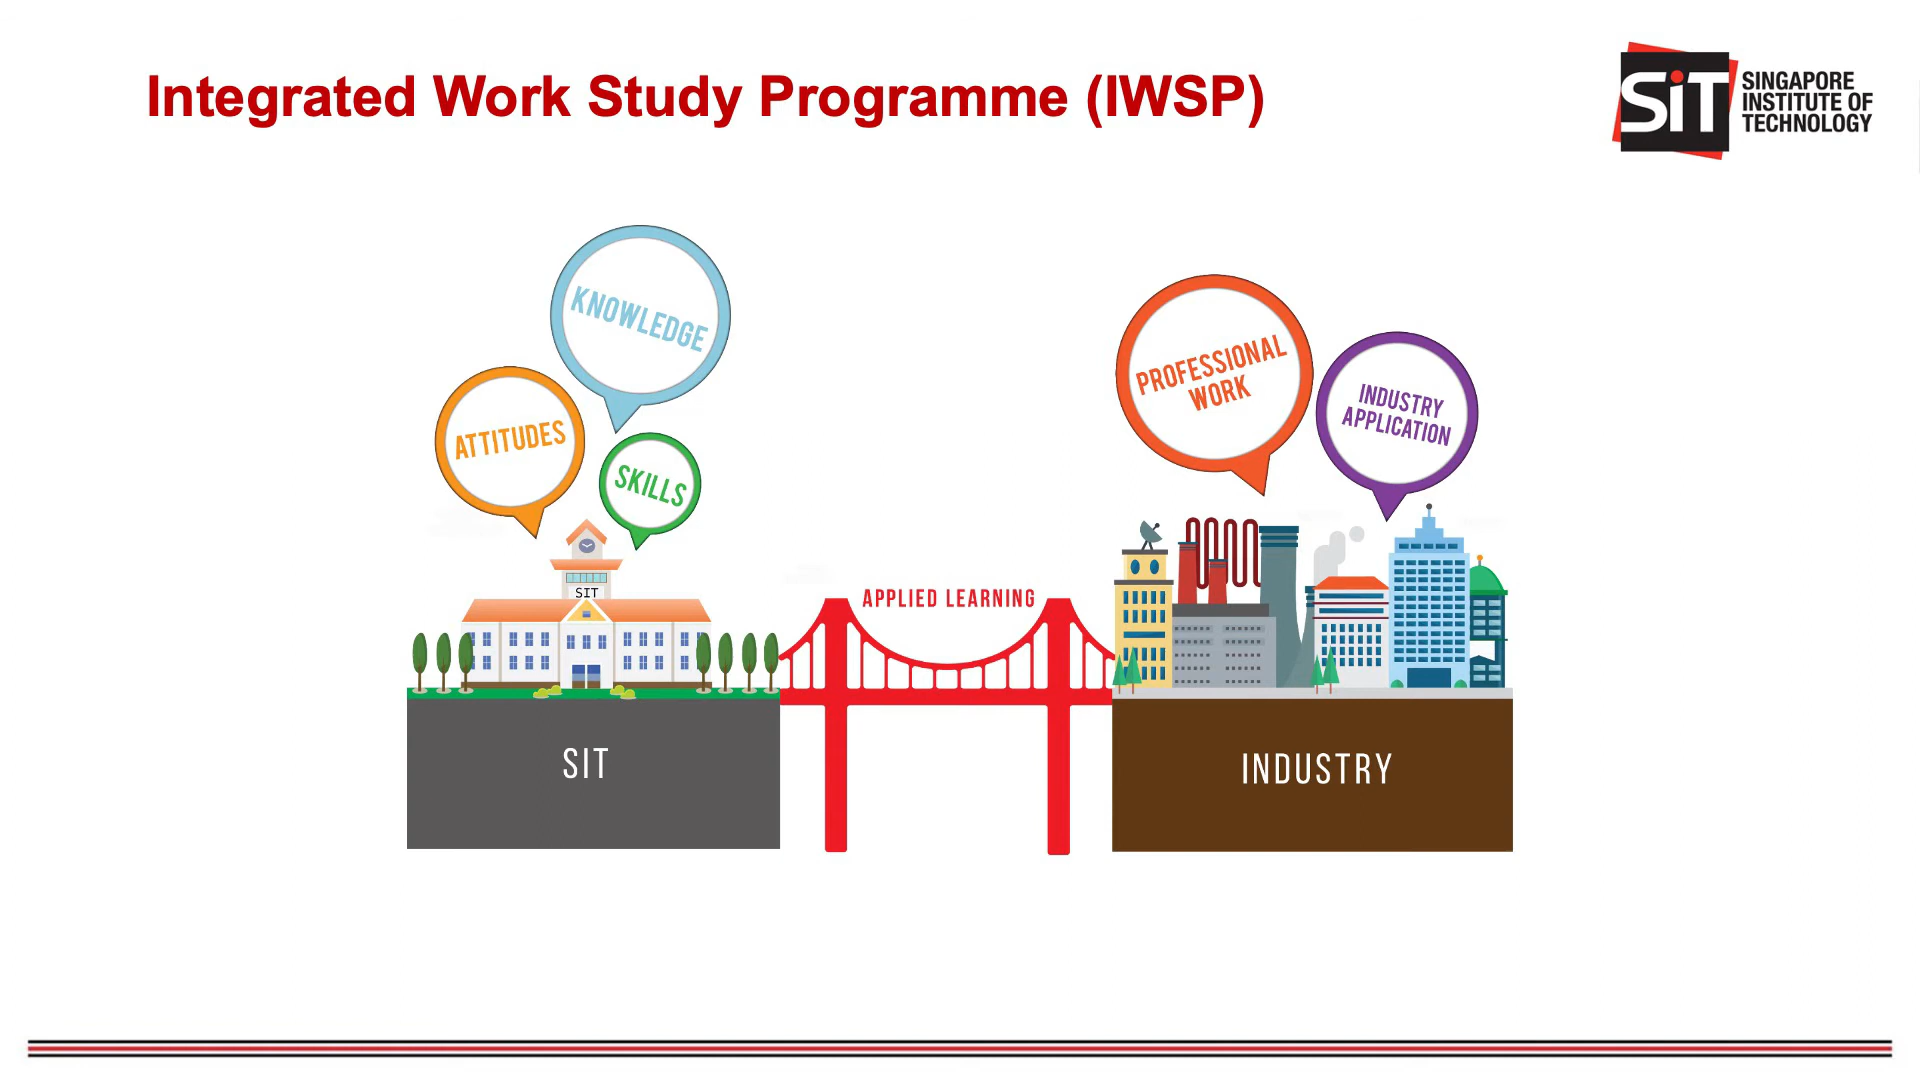 Integrated Work Study Programme (IWSP)
SiT
SINGAPORE
INSTITUTE OF
TECHNOLOGY
KNOWLEDGE
ATTITUDES
SKILLS
PROFESSIONAL
WORK
INDUSTRY
APPLICATION
SIT
APPLIED LEARNING
SIT
INDUSTRY